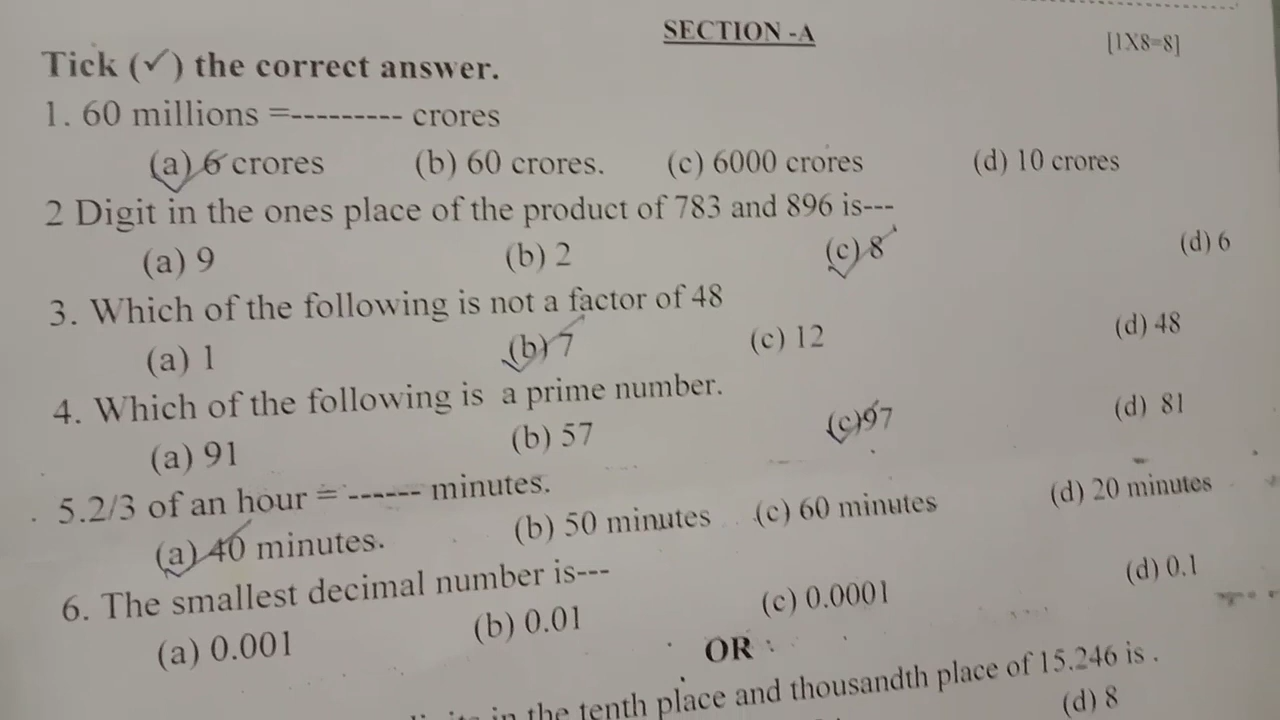 SECTION -A
[1X8=8]
Tick (✓) the correct answer.
1. 60 millions =--------- crores
(a) 6 crores (b) 60 crores. (c) 6000 crores (d) 10 crores
2 Digit in the ones place of the product of 783 and 896 is---
(a) 9 (b) 2 (c) 8 (d) 6
3. Which of the following is not a factor of 48
(a) 1 (b) 7 (c) 12 (d) 48
4. Which of the following is a prime number.
(a) 91 (b) 57 (c)97 (d) 81
5.2/3 of an hour = ------ minutes.
(a) 40 minutes. (b) 50 minutes (c) 60 minutes (d) 20 minutes
6. The smallest decimal number is---
(a) 0.001 (b) 0.01 (c) 0.0001 (d) 0.1
OR
in the tenth place and thousandth place of 15.246 is .
(d) 8